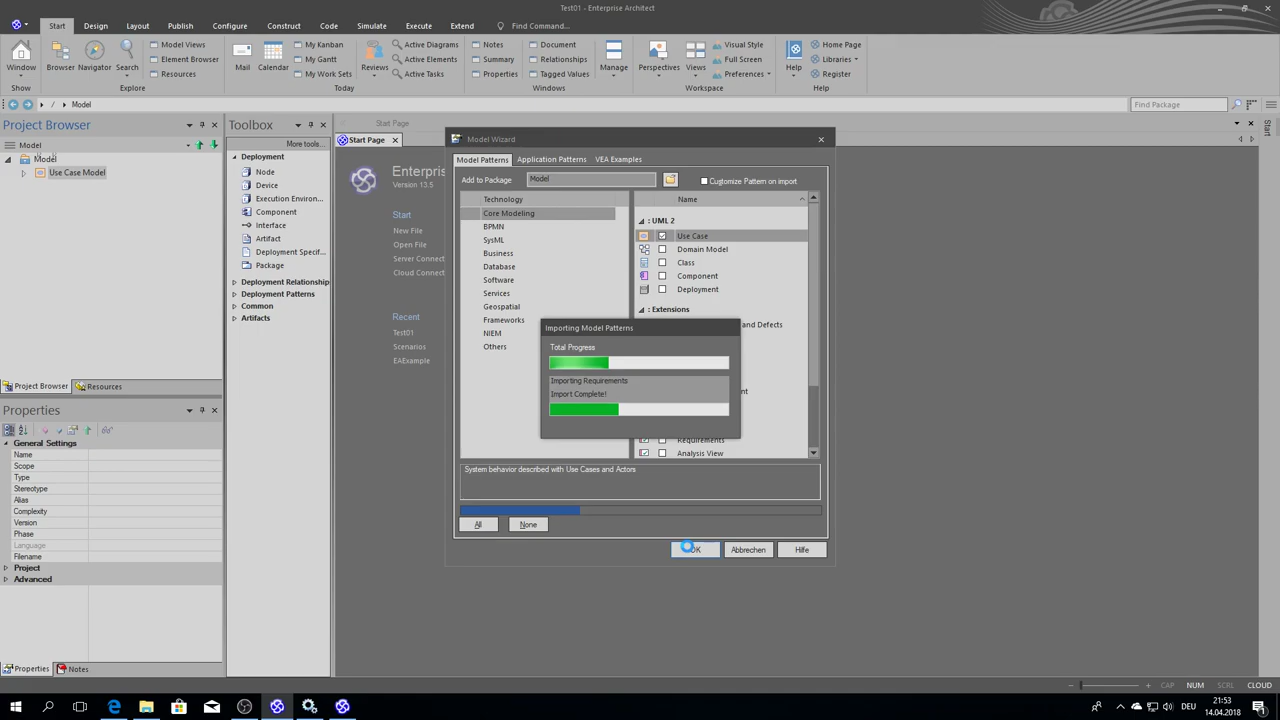 Test01 - Enterprise Architect
Start Design Layout Publish Configure Construct Code Simulate Execute Extend Find Command...
Window
Show
Browser Navigator Search
Model Views
Element Browser
Resources
Explore
Mail Calendar
My Kanban
My Gantt
My Work Sets
Today
Reviews
Active Diagrams
Active Elements
Active Tasks
Notes
Summary
Properties
Document
Relationships
Tagged Values
Windows
Manage
Perspectives Views
Visual Style
Full Screen
Preferences
Workspace
Help
Home Page
Libraries
Register
Help
Model
Find Package
Project Browser
Model
Model
Use Case Model
Project Browser Resources
Properties
General Settings
Name
Scope
Type
Stereotype
Alias
Complexity
Version
Phase
Language
Filename
Project
Advanced
Properties Notes
Toolbox
More tools...
Deployment
Node
Device
Execution Environ...
Component
Interface
Artifact
Deployment Specif...
Package
Deployment Relationship
Deployment Patterns
Common
Artifacts
Start Page
Start Page
Enterpris
Version 13.5
Start
New File
Open File
Server Connect
Cloud Connect
Recent
Test01
Scenarios
EAExample
Model Wizard
Model Patterns Application Patterns VEA Examples
Add to Package Model Customize Pattern on import
Technology
Core Modeling
BPMN
SysML
Business
Database
Software
Services
Geospatial
Frameworks
NIEM
Others
Name
: UML 2
Use Case
Domain Model
Class
Component
Deployment
: Extensions
and Defects
Requirements
Analysis View
Importing Model Patterns
Total Progress
Importing Requirements
Import Complete!
System behavior described with Use Cases and Actors
All None
OK Abbrechen Hilfe
Start
CAP NUM SCRL CLOUD
DEU
21:53
14.04.2018